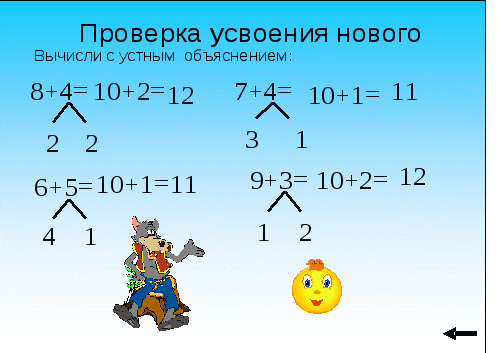 Проверка усвоения нового
Вычисли с устным объяснением:
8+4= 10+2= 12
2 2
7+4= 10+1= 11
3 1
6+5= 10+1=11
4 1
9+3= 10+2= 12
1 2